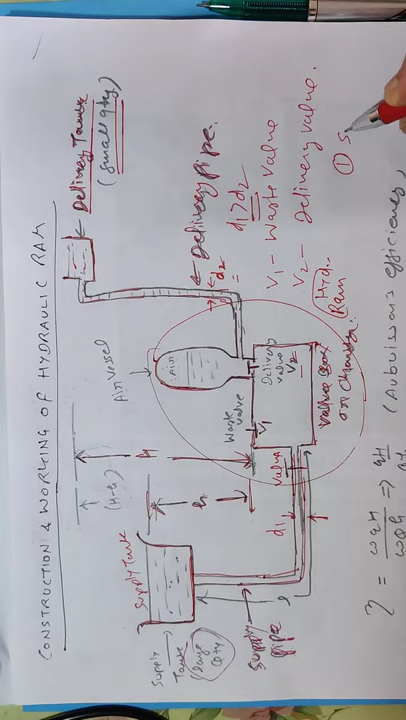 CONSTRUCTION & WORKING OF HYDRAULIC RAM
Delivery Tank
(small qty)
Delivery pipe.
d2
d1>d2
V1 - Waste valve
V2 - Delivery valve.
Hyd.
Ram
① S
Air Vessel
Air
Delivery
valve
V2
Waste
valve
V1
Valve Box
or Chamber.
(H-h)
H
h
Valve
d1
l
Supply Tank
Supply
Tank
(large
qty)
Supply
pipe
η = wqH / wQh ⇒ qH
(Aubuisson's efficiency)